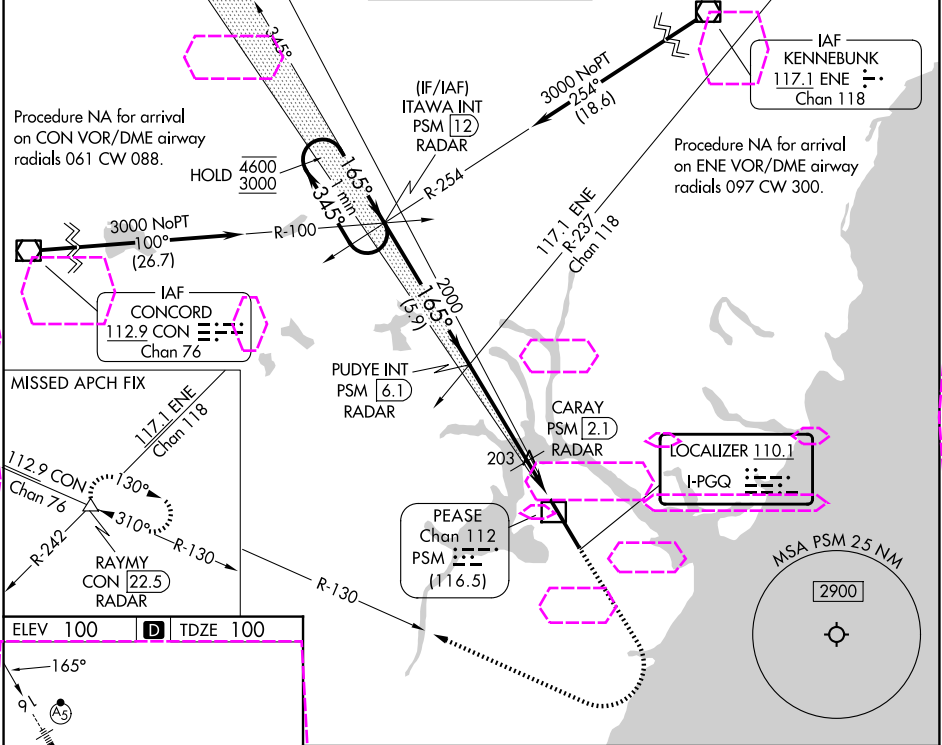 345°
IAF
KENNEBUNK
117.1 ENE
Chan 118
3000 NoPT
254°
(18.6)
(IF/IAF)
ITAWA INT
PSM 12
RADAR
Procedure NA for arrival
on CON VOR/DME airway
radials 061 CW 088.
Procedure NA for arrival
on ENE VOR/DME airway
radials 097 CW 300.
HOLD 4600
3000
165°
1 min
345°
R-254
3000 NoPT
100°
(26.7)
R-100
117.1 ENE
R-237
Chan 118
IAF
CONCORD
112.9 CON
Chan 76
2000
165°
(5.9)
PUDYE INT
PSM 6.1
RADAR
MISSED APCH FIX
117.1 ENE
Chan 118
112.9 CON
Chan 76
130°
310°
R-242
R-130
RAYMY
CON 22.5
RADAR
CARAY
PSM 2.1
RADAR
203
LOCALIZER 110.1
I-PGQ
PEASE
Chan 112
PSM
(116.5)
R-130
MSA PSM 25 NM
2900
ELEV 100 D TDZE 100
165°
16
A5